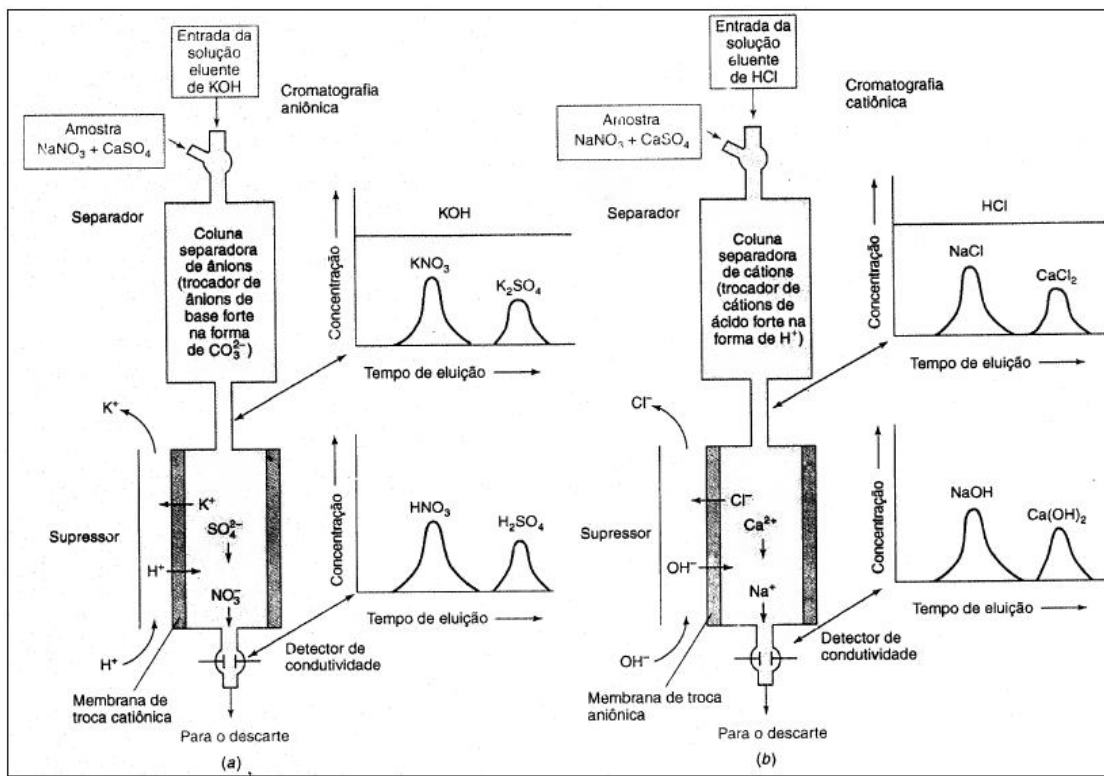 Entrada da
solução
eluente
de KOH
Cromatografia
aniônica
Amostra
NaNO₃ + CaSO₄
Separador
Coluna
separadora
de ânions
(trocador de
ânions de
base forte
na forma
de CO₃²⁻)
Concentração
KOH
KNO₃
K₂SO₄
Tempo de eluição
K⁺
Supressor
K⁺
SO₄²⁻
H⁺
NO₃⁻
H⁺
Concentração
HNO₃
H₂SO₄
Tempo de eluição
Detector de
condutividade
Membrana de
troca catiônica
Para o descarte
(a)
Entrada da
solução
eluente
de HCl
Cromatografia
catiônica
Amostra
NaNO₃ + CaSO₄
Separador
Coluna
separadora
de cátions
(trocador de
cátions de
ácido forte na
forma de H⁺)
Concentração
HCl
NaCl
CaCl₂
Tempo de eluição
Cl⁻
Supressor
Cl⁻
Ca²⁺
OH⁻
Na⁺
OH⁻
Concentração
NaOH
Ca(OH)₂
Tempo de eluição
Detector de
condutividade
Membrana de troca
aniônica
Para o descarte
(b)